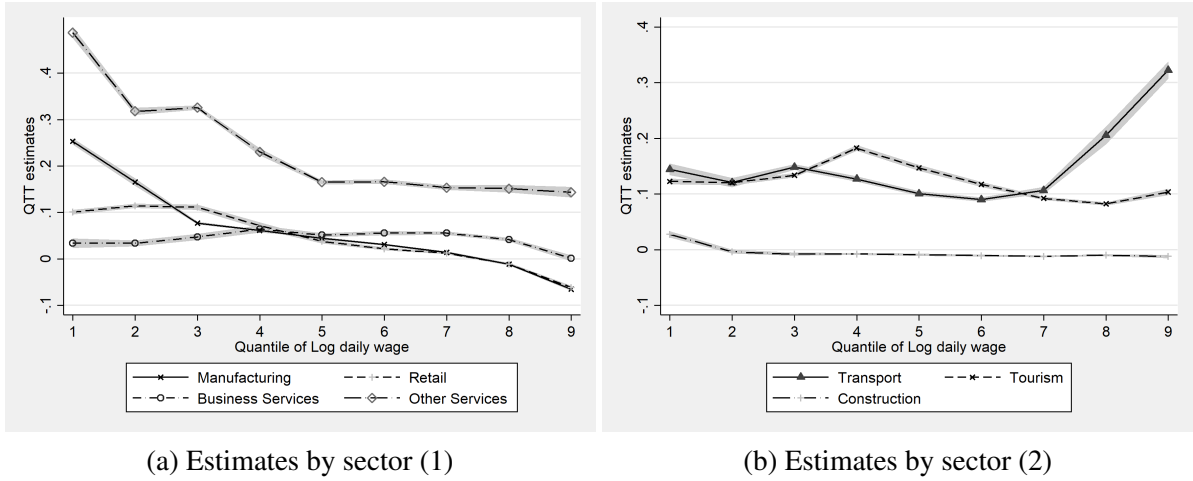 QTT estimates
.4
.3
.2
.1
0
-.1
1 2 3 4 5 6 7 8 9
Quantile of Log daily wage
Manufacturing Retail
Business Services Other Services
(a) Estimates by sector (1)
QTT estimates
.4
.3
.2
.1
0
-.1
1 2 3 4 5 6 7 8 9
Quantile of Log daily wage
Transport Tourism
Construction
(b) Estimates by sector (2)